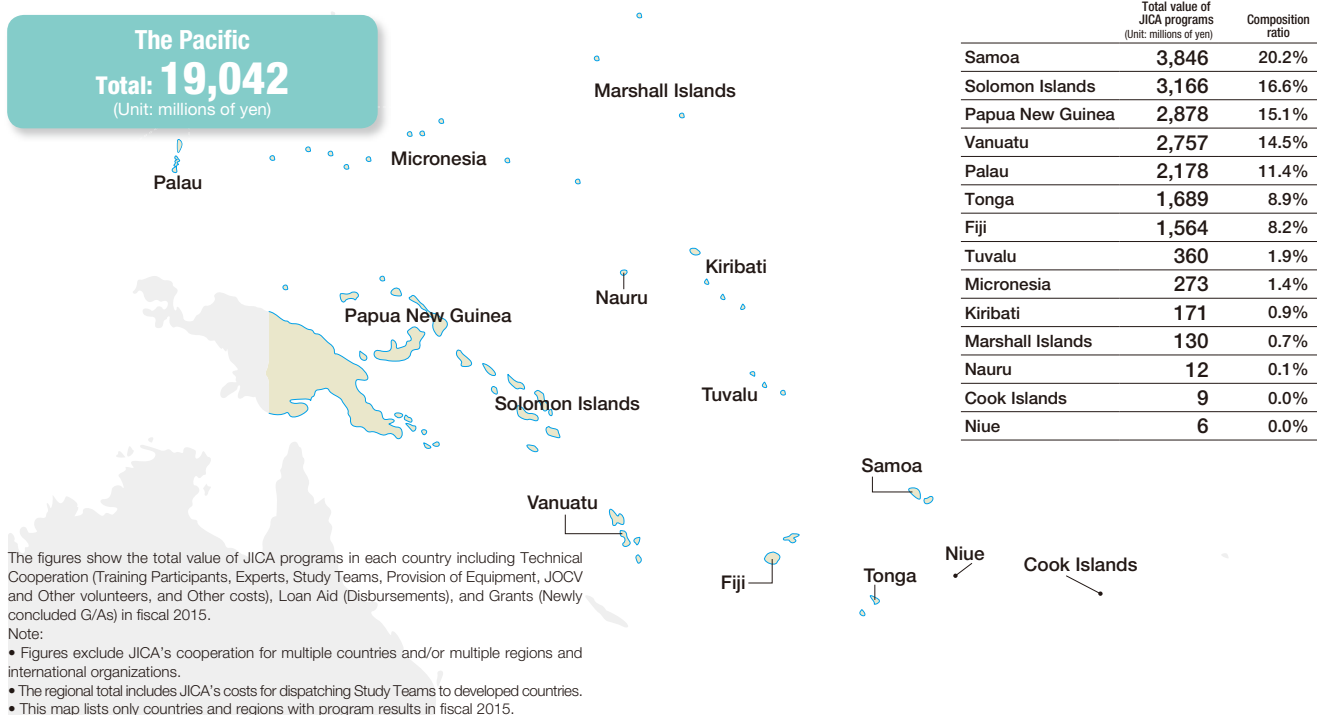 The Pacific
Total: 19,042
(Unit: millions of yen)
Marshall Islands
Micronesia
Palau
Kiribati
Nauru
Papua New Guinea
Solomon Islands
Tuvalu
Samoa
Vanuatu
Niue
Cook Islands
Fiji
Tonga
Total value of
JICA programs
(Unit: millions of yen)
Composition
ratio
Samoa 3,846 20.2%
Solomon Islands 3,166 16.6%
Papua New Guinea 2,878 15.1%
Vanuatu 2,757 14.5%
Palau 2,178 11.4%
Tonga 1,689 8.9%
Fiji 1,564 8.2%
Tuvalu 360 1.9%
Micronesia 273 1.4%
Kiribati 171 0.9%
Marshall Islands 130 0.7%
Nauru 12 0.1%
Cook Islands 9 0.0%
Niue 6 0.0%
The figures show the total value of JICA programs in each country including Technical
Cooperation (Training Participants, Experts, Study Teams, Provision of Equipment, JOCV
and Other volunteers, and Other costs), Loan Aid (Disbursements), and Grants (Newly
concluded G/As) in fiscal 2015.
Note:
• Figures exclude JICA's cooperation for multiple countries and/or multiple regions and
international organizations.
• The regional total includes JICA's costs for dispatching Study Teams to developed countries.
• This map lists only countries and regions with program results in fiscal 2015.